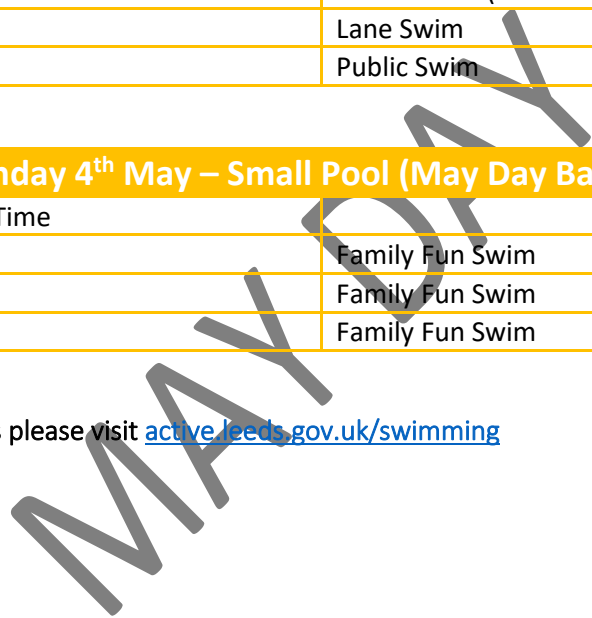 Lane Swim
Public Swim
nday 4th May – Small Pool (May Day Ba
Time
Family Fun Swim
Family Fun Swim
Family Fun Swim
please visit active.leeds.gov.uk/swimming
MAY DAY